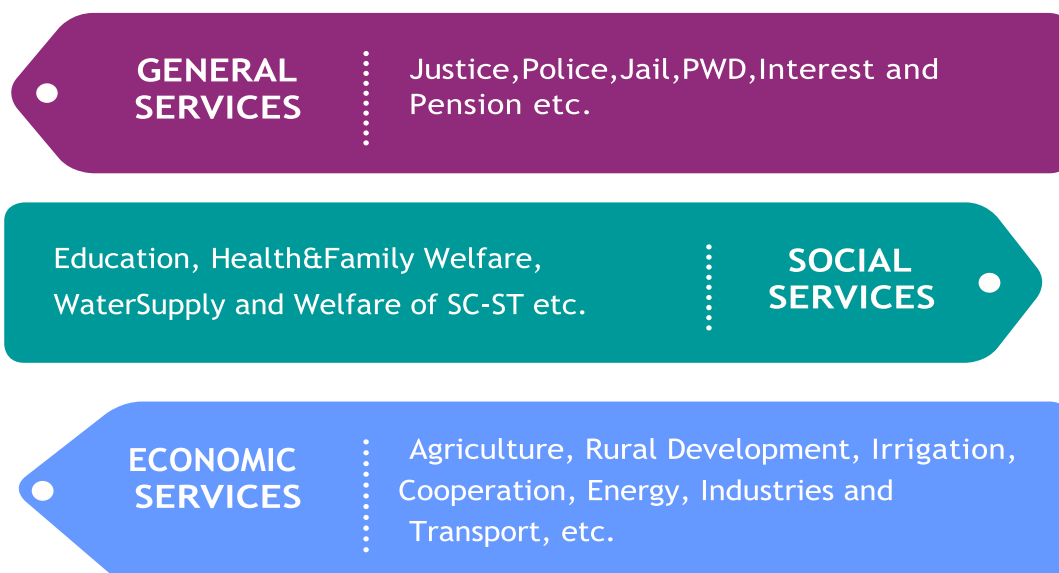 GENERAL
SERVICES
Justice,Police,Jail,PWD,Interest and
Pension etc.
Education, Health&Family Welfare,
WaterSupply and Welfare of SC-ST etc.
SOCIAL
SERVICES
ECONOMIC
SERVICES
Agriculture, Rural Development, Irrigation,
Cooperation, Energy, Industries and
Transport, etc.